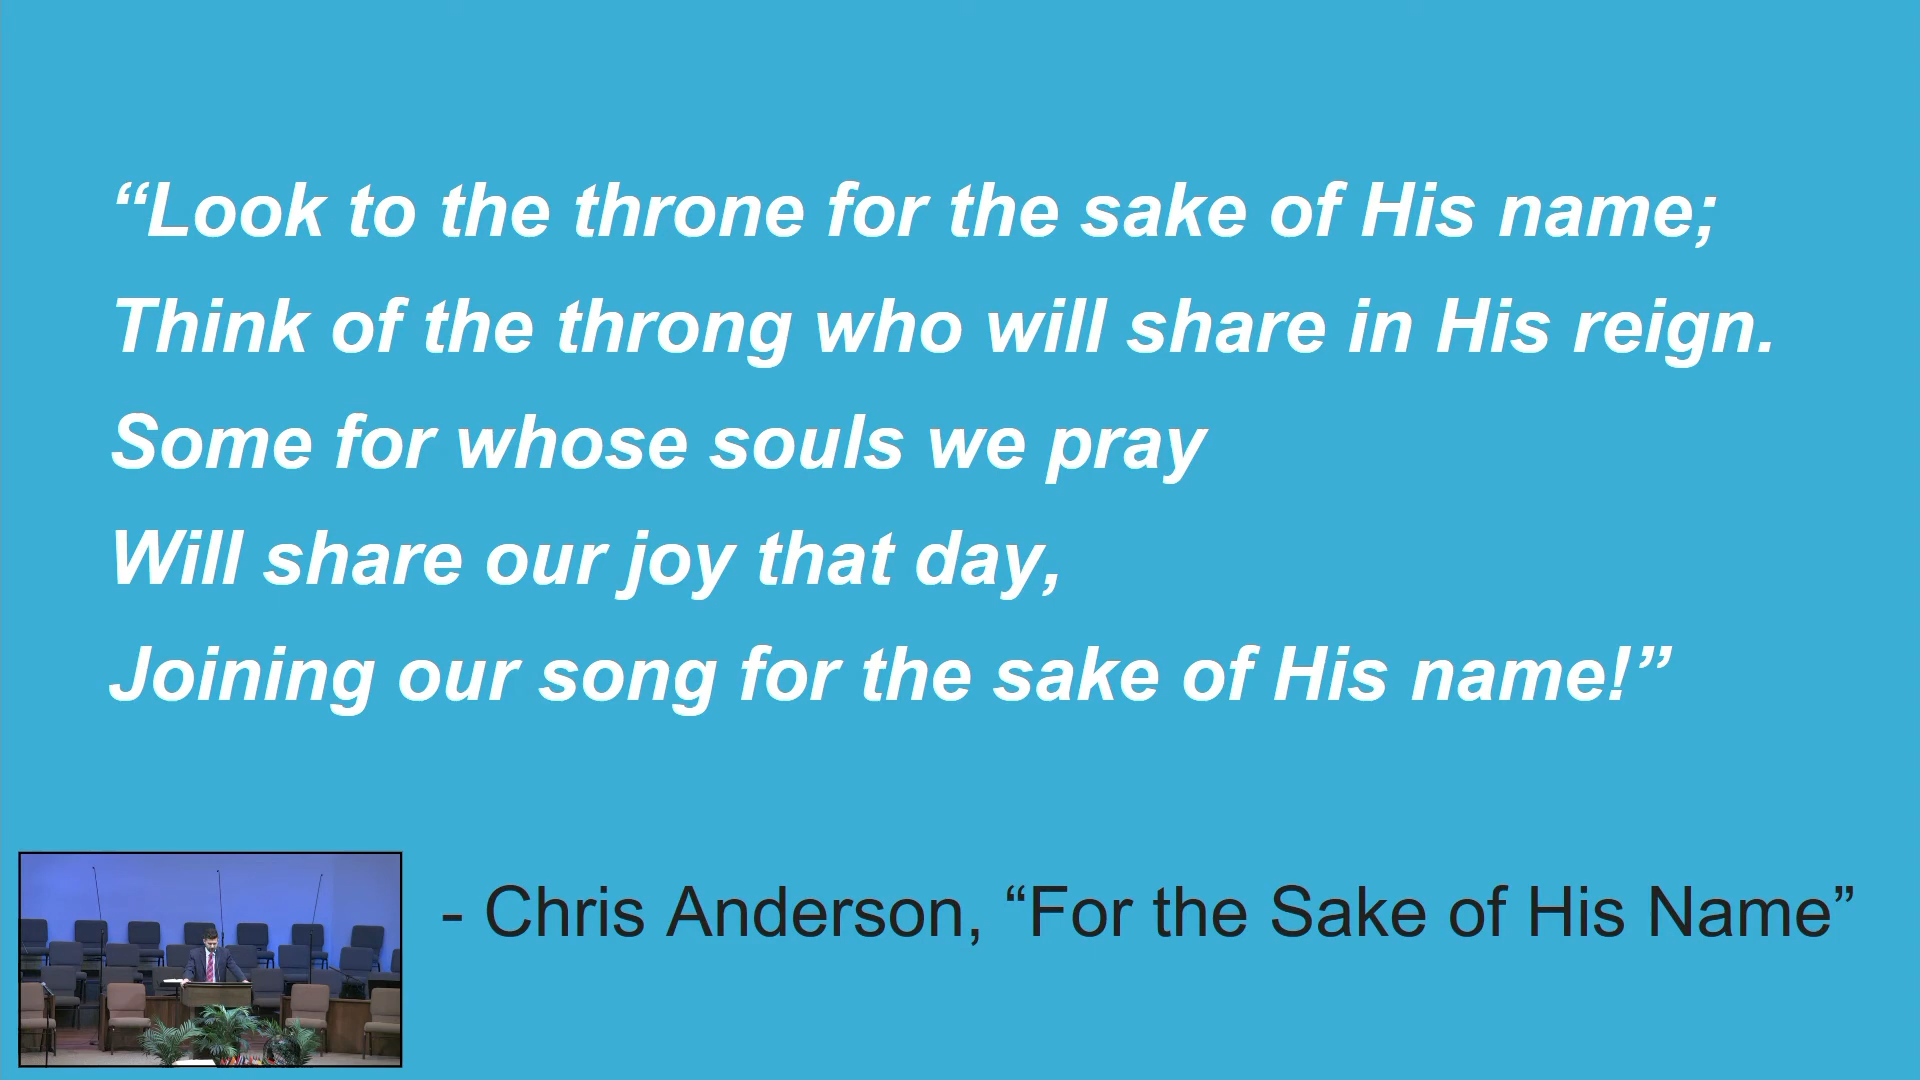 “Look to the throne for the sake of His name;
Think of the throng who will share in His reign.
Some for whose souls we pray
Will share our joy that day,
Joining our song for the sake of His name!”
- Chris Anderson, “For the Sake of His Name”